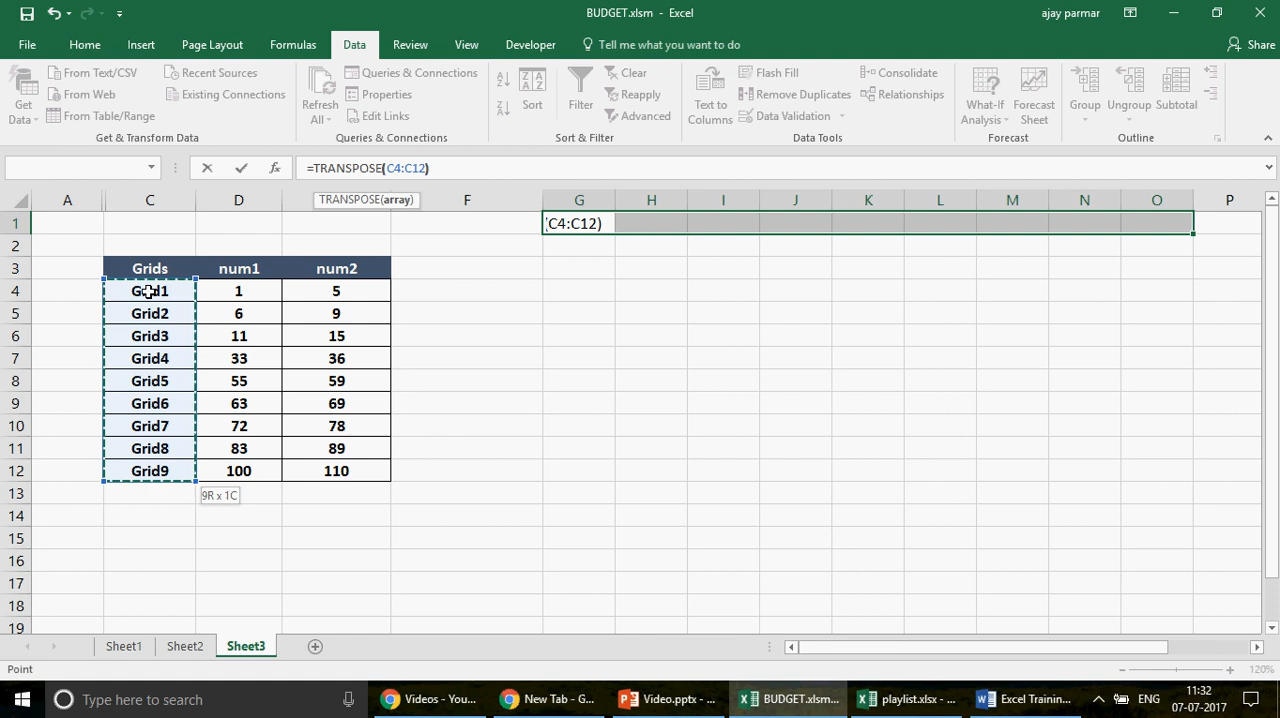 BUDGET.xlsm - Excel
ajay parmar
File Home Insert Page Layout Formulas Data Review View Developer Tell me what you want to do Share
Get Data
From Text/CSV
From Web
From Table/Range
Recent Sources
Existing Connections
Get & Transform Data
Refresh All
Queries & Connections
Properties
Edit Links
Queries & Connections
Sort
Filter
Clear
Reapply
Advanced
Sort & Filter
Text to Columns
Flash Fill
Remove Duplicates
Data Validation
Consolidate
Relationships
Data Tools
What-If Analysis
Forecast Sheet
Forecast
Group
Ungroup
Subtotal
Outline
fx =TRANSPOSE(C4:C12)
TRANSPOSE(array)
A C D F G H I J K L M N O P
1 (C4:C12)
2
3 Grids num1 num2
4 Grid1 1 5
5 Grid2 6 9
6 Grid3 11 15
7 Grid4 33 36
8 Grid5 55 59
9 Grid6 63 69
10 Grid7 72 78
11 Grid8 83 89
12 Grid9 100 110
13 9R x 1C
14
15
16
17
18
19
Sheet1 Sheet2 Sheet3
Point 120%
Type here to search
Videos - You...
New Tab - G...
Video.pptx - ...
BUDGET.xlsm...
playlist.xlsx - ...
Excel Trainin...
ENG
11:32
07-07-2017